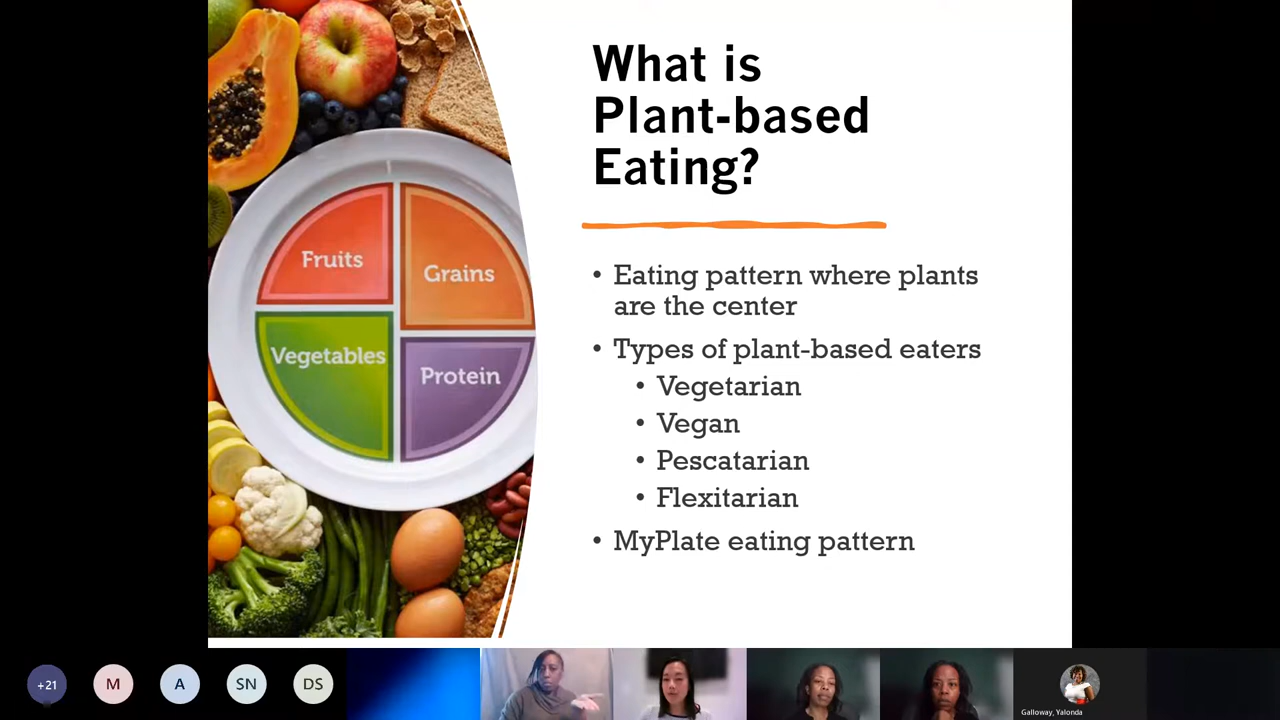 What is
Plant-based
Eating?
Fruits
Grains
Vegetables
Protein
• Eating pattern where plants
are the center
• Types of plant-based eaters
• Vegetarian
• Vegan
• Pescatarian
• Flexitarian
• MyPlate eating pattern
+21
M
A
SN
DS
Galloway, Yalonda